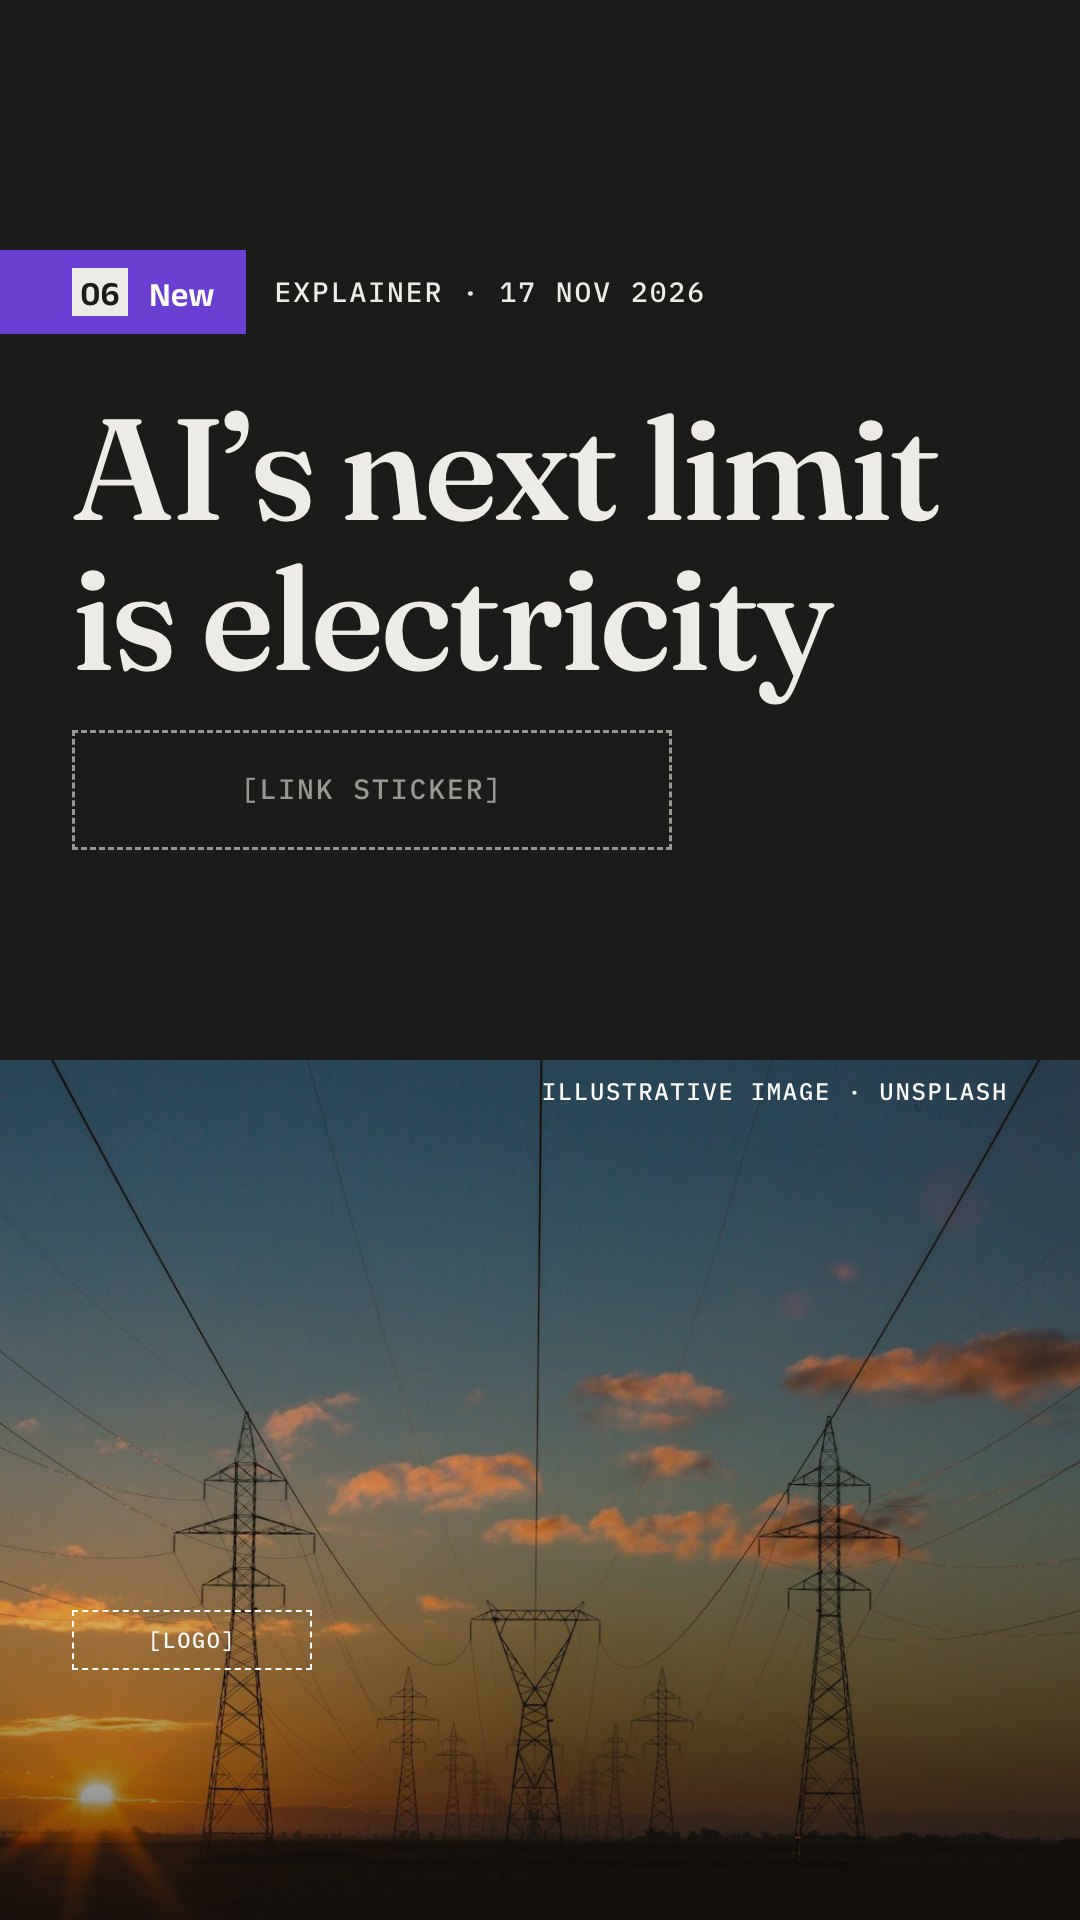 06 New EXPLAINER · 17 NOV 2026
AI’s next limit
is electricity
[LINK STICKER]
ILLUSTRATIVE IMAGE · UNSPLASH
[LOGO]